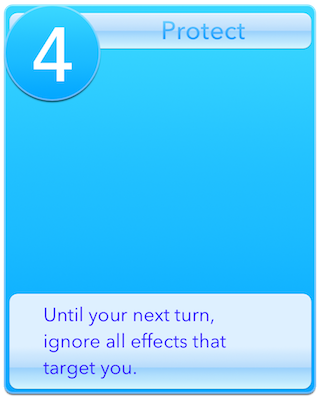 4
Protect
Until your next turn,
ignore all effects that
target you.